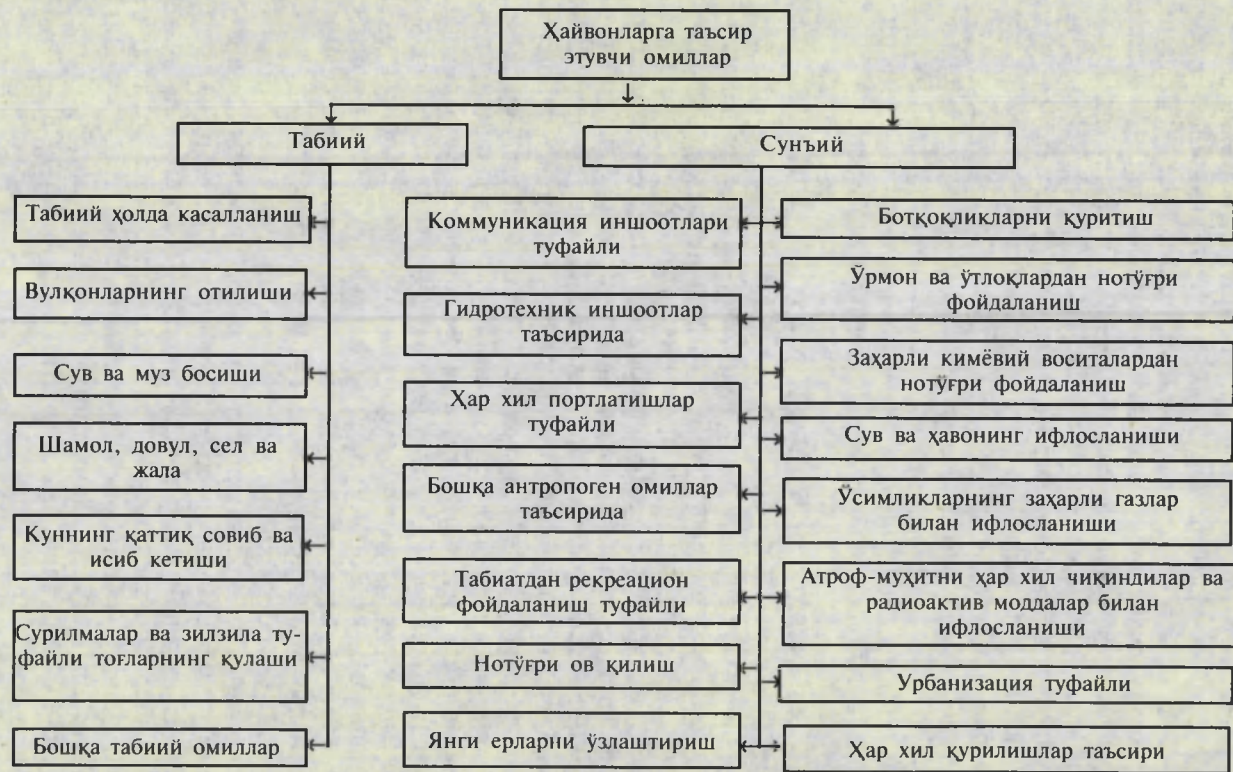 Ҳайвонларга таъсир
этувчи омиллар
Табиий
Сунъий
Табиий ҳолда касалланиш
Вулқонларнинг отилиши
Сув ва муз босиши
Шамол, довул, сел ва
жала
Куннинг қаттиқ совиб ва
исиб кетиши
Сурилмалар ва зилзила ту-
файли тоғларнинг қулаши
Бошқа табиий омиллар
Коммуникация иншоотлари
туфайли
Гидротехник иншоотлар
таъсирида
Ҳар хил портлатишлар
туфайли
Бошқа антропоген омиллар
таъсирида
Табиатдан рекреацион
фойдаланиш туфайли
Нотўғри ов қилиш
Янги ерларни ўзлаштириш
Ботқоқликларни қуритиш
Ўрмон ва ўтлоқлардан нотўғри
фойдаланиш
Заҳарли кимёвий воситалардан
нотўғри фойдаланиш
Сув ва ҳавонинг ифлосланиши
Ўсимликларнинг заҳарли газлар
билан ифлосланиши
Атроф-муҳитни ҳар хил чиқиндилар ва
радиоактив моддалар билан
ифлосланиши
Урбанизация туфайли
Ҳар хил қурилишлар таъсири